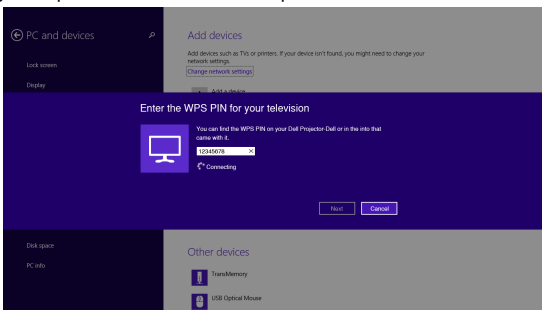 PC and devices
Lock screen
Display
Add devices
Add devices such as TVs or printers. If your device isn't found, you might need to change your
network settings.
Change network settings
Add a device
Enter the WPS PIN for your television
You can find the WPS PIN on your Dell Projector-Dell or in the into that
came with it.
12345678
Connecting
Next
Cancel
Disk space
PC info
Other devices
TransMemory
USB Optical Mouse